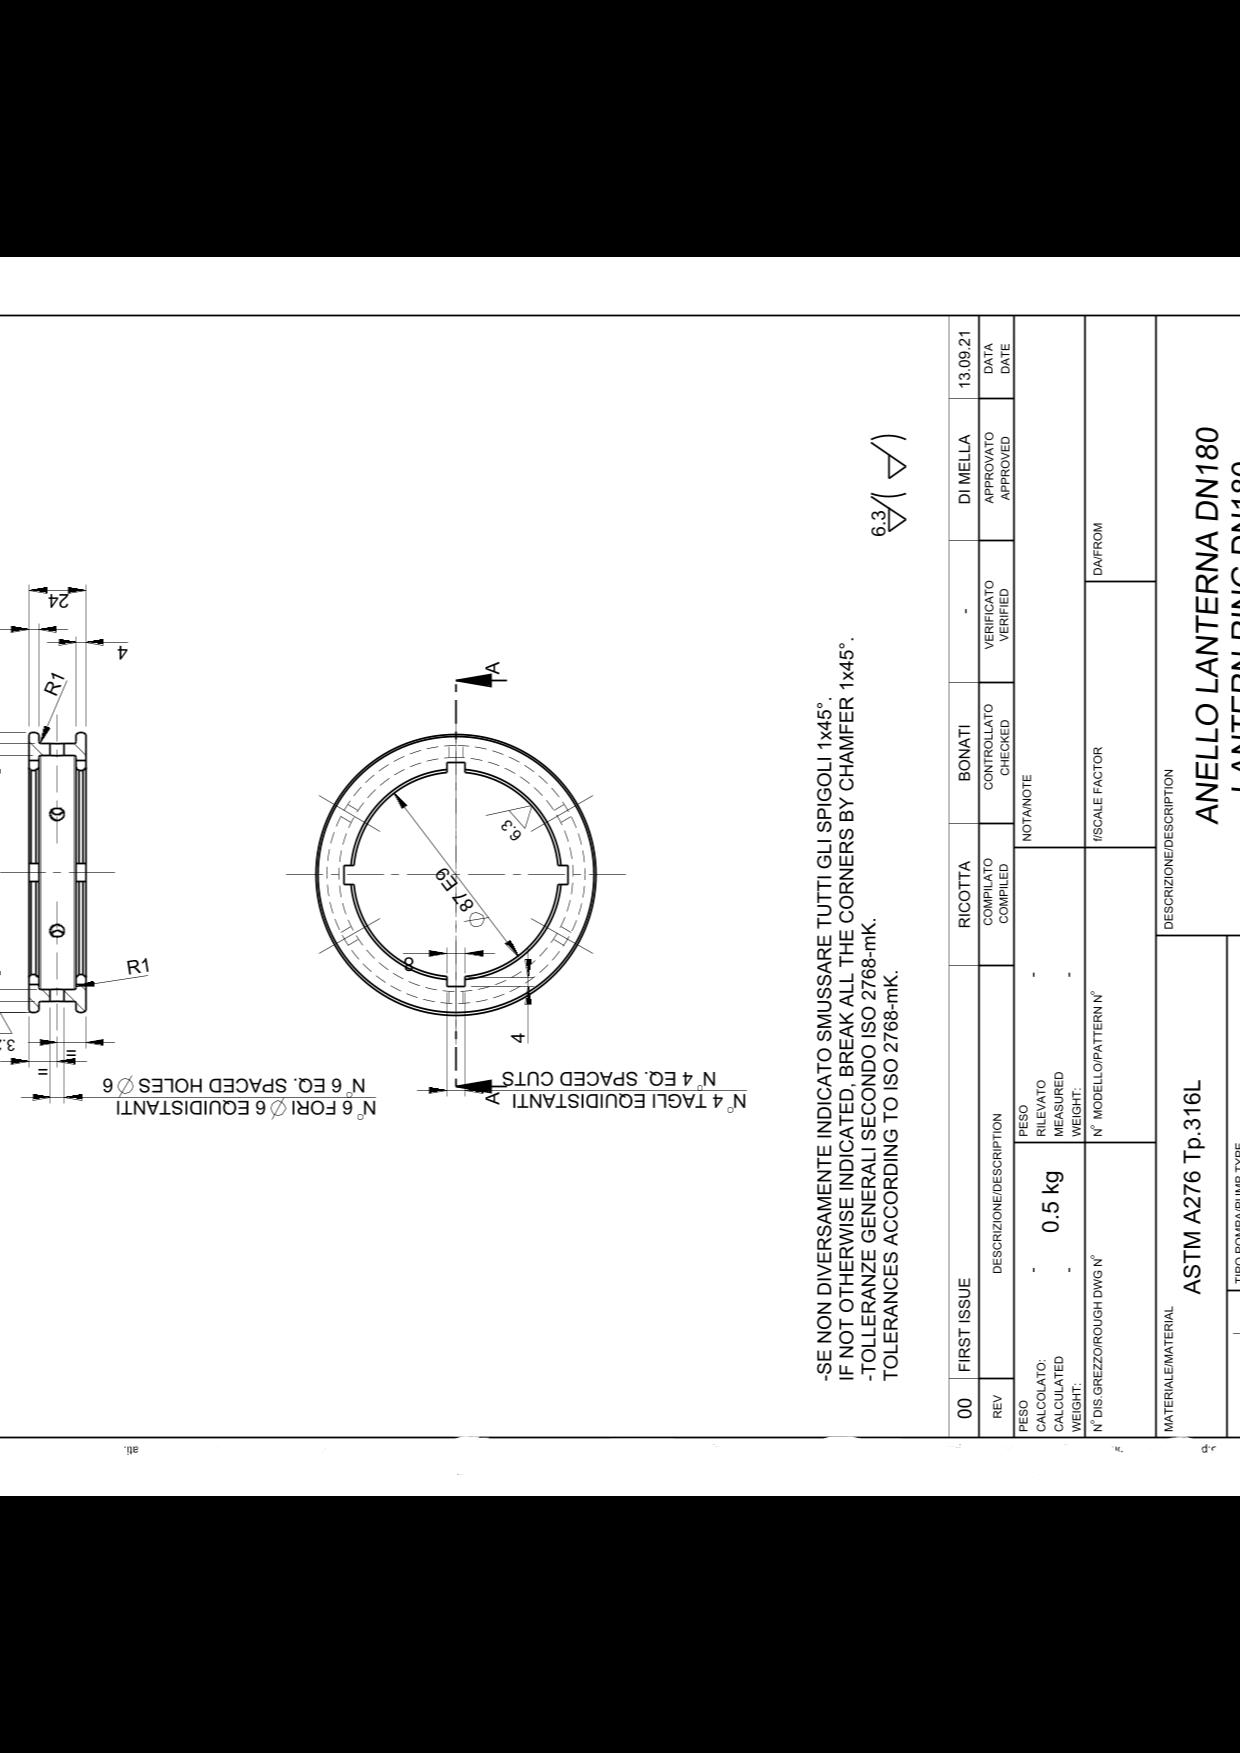 24
4
R1
R1
3.2
=
=
N° 6 FORI ∅ 6 EQUIDISTANTI
N° 6 EQ. SPACED HOLES ∅ 6
A
∅ 87 E9
6.3
8
4
A
N° 4 TAGLI EQUIDISTANTI
N° 4 EQ. SPACED CUTS
6.3 ( )
-SE NON DIVERSAMENTE INDICATO SMUSSARE TUTTI GLI SPIGOLI 1x45°.
IF NOT OTHERWISE INDICATED, BREAK ALL THE CORNERS BY CHAMFER 1x45°.
-TOLLERANZE GENERALI SECONDO ISO 2768-mK.
TOLERANCES ACCORDING TO ISO 2768-mK.
00 FIRST ISSUE RICOTTA BONATI - DI MELLA 13.09.21
REV DESCRIZIONE/DESCRIPTION COMPILATO COMPILED CONTROLLATO CHECKED VERIFICATO VERIFIED APPROVATO APPROVED DATA DATE
PESO CALCOLATO: -
CALCULATED WEIGHT: -
0.5 kg
PESO RILEVATO -
MEASURED WEIGHT: -
NOTA/NOTE
N° DIS.GREZZO/ROUGH DWG N°
N° MODELLO/PATTERN N°
f/SCALE FACTOR
DA/FROM
MATERIALE/MATERIAL
ASTM A276 Tp.316L
DESCRIZIONE/DESCRIPTION
ANELLO LANTERNA DN180
LANTERN RING DN180
TIPO POMPA/PUMP TYPE
ati.